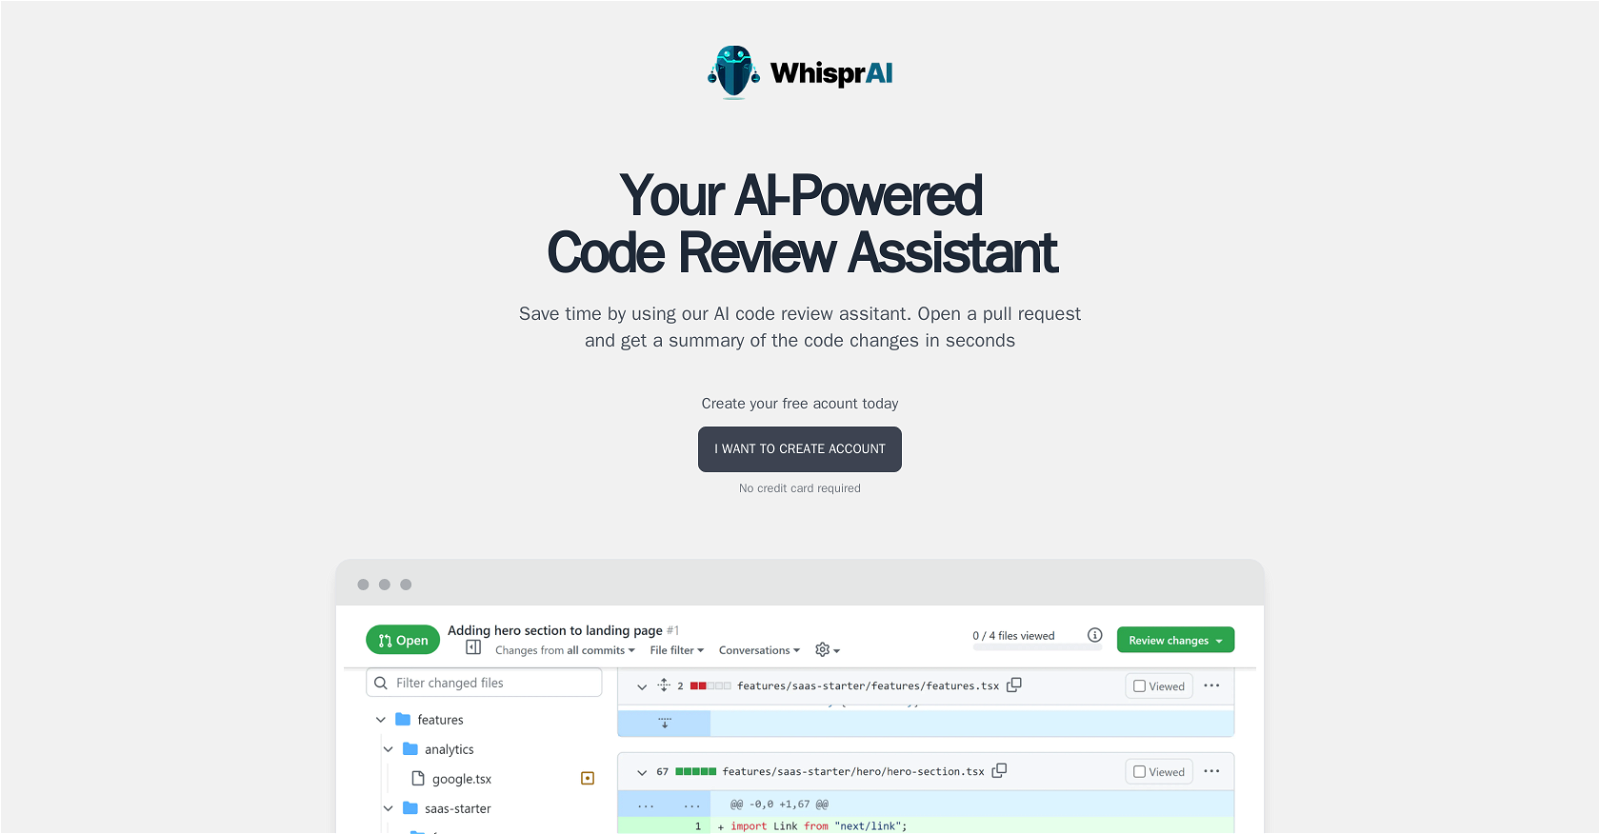 WhisprAI
Your AI-Powered
Code Review Assistant
Save time by using our AI code review assitant. Open a pull request
and get a summary of the code changes in seconds
Create your free acount today
I WANT TO CREATE ACCOUNT
No credit card required
Open
Adding hero section to landing page #1
Changes from all commits File filter Conversations
0 / 4 files viewed
Review changes
Filter changed files
features
analytics
google.tsx
saas-starter
2 features/saas-starter/features/features.tsx Viewed ...
67 features/saas-starter/hero/hero-section.tsx Viewed ...
... ... @@ -0,0 +1,67 @@
1 + import Link from "next/link";